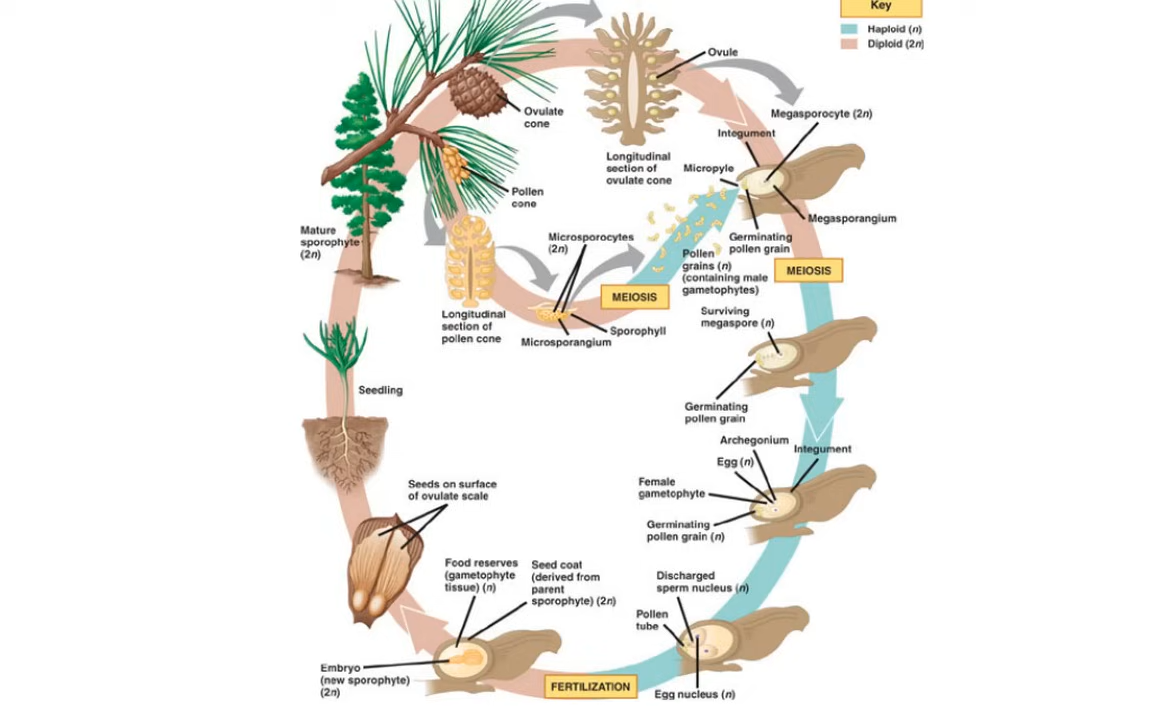 Key
Haploid (n)
Diploid (2n)
Ovule
Ovulate
cone
Megasporocyte (2n)
Integument
Longitudinal
section of
ovulate cone
Micropyle
Pollen
cone
Megasporangium
Mature
sporophyte
(2n)
Microsporocytes
(2n)
Germinating
pollen grain
Pollen
grains (n)
(containing male
gametophytes)
MEIOSIS
MEIOSIS
Longitudinal
section of
pollen cone
Sporophyll
Microsporangium
Surviving
megaspore (n)
Seedling
Germinating
pollen grain
Archegonium
Integument
Egg (n)
Female
gametophyte
Germinating
pollen grain (n)
Seeds on surface
of ovulate scale
Food reserves
(gametophyte
tissue) (n)
Seed coat
(derived from
parent
sporophyte) (2n)
Discharged
sperm nucleus (n)
Pollen
tube
Embryo
(new sporophyte)
(2n)
FERTILIZATION
Egg nucleus (n)